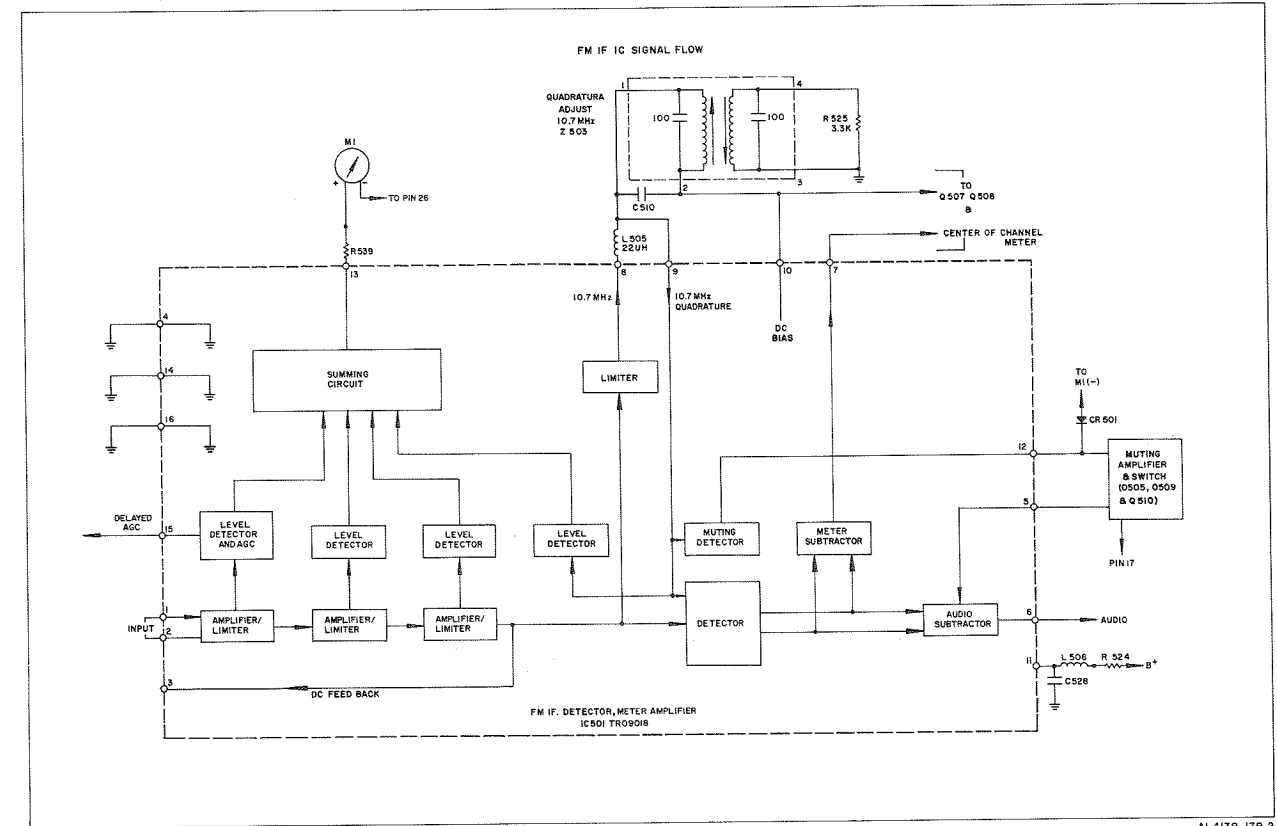 FM IF IC SIGNAL FLOW
1
4
QUADRATURA
ADJUST
10.7 MHz
Z 503
100
100
R 525
3.3K
M1
+
-
TO PIN 26
2
3
C510
TO
Q507 Q508
&
CENTER OF CHANNEL
METER
R539
L 505
22UH
13
8
9
10
7
10.7 MHz
10.7 MHz
QUADRATURE
DC
BIAS
4
14
16
SUMMING
CIRCUIT
LIMITER
TO
M1(-)
CR 501
12
MUTING
AMPLIFIER
& SWITCH
(Q505, Q509
& Q510)
5
PIN 17
DELAYED
AGC
15
LEVEL
DETECTOR
AND AGC
LEVEL
DETECTOR
LEVEL
DETECTOR
LEVEL
DETECTOR
MUTING
DETECTOR
METER
SUBTRACTOR
1
INPUT
2
AMPLIFIER/
LIMITER
AMPLIFIER/
LIMITER
AMPLIFIER/
LIMITER
DETECTOR
AUDIO
SUBTRACTOR
6
AUDIO
11
L 506
R 524
B+
C528
3
DC FEED BACK
FM IF. DETECTOR, METER AMPLIFIER
IC501 TR09018